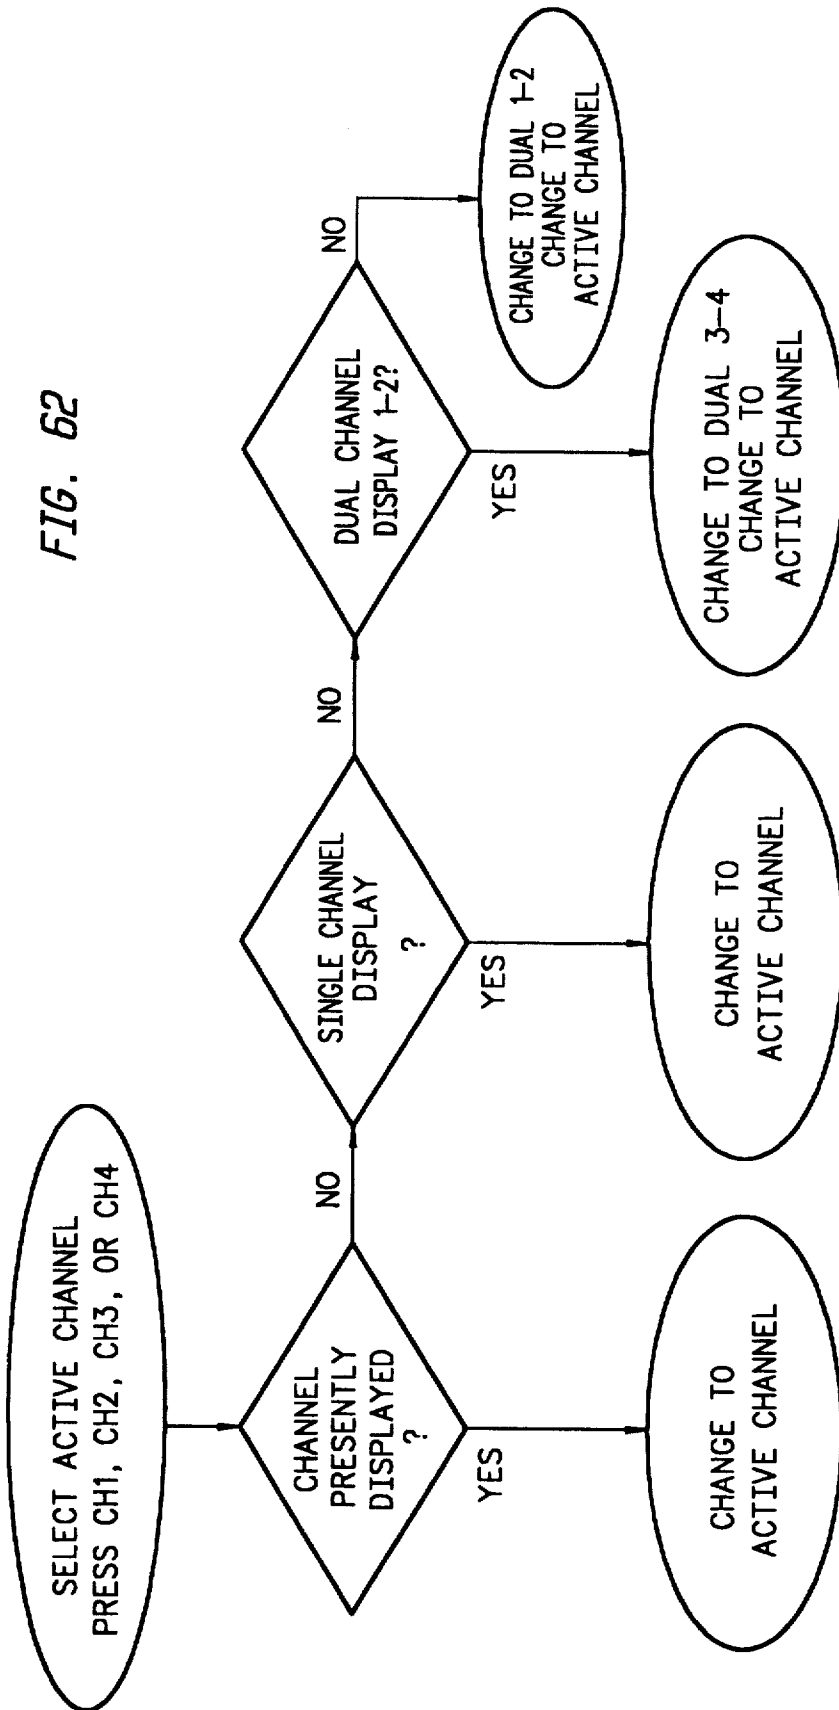 FIG. 62
SELECT ACTIVE CHANNEL
PRESS CH1, CH2, CH3, OR CH4
CHANNEL
PRESENTLY
DISPLAYED
?
NO
YES
CHANGE TO
ACTIVE CHANNEL
SINGLE CHANNEL
DISPLAY
?
NO
YES
CHANGE TO
ACTIVE CHANNEL
DUAL CHANNEL
DISPLAY 1-2?
NO
YES
CHANGE TO DUAL 3-4
CHANGE TO
ACTIVE CHANNEL
CHANGE TO DUAL 1-2
CHANGE TO
ACTIVE CHANNEL